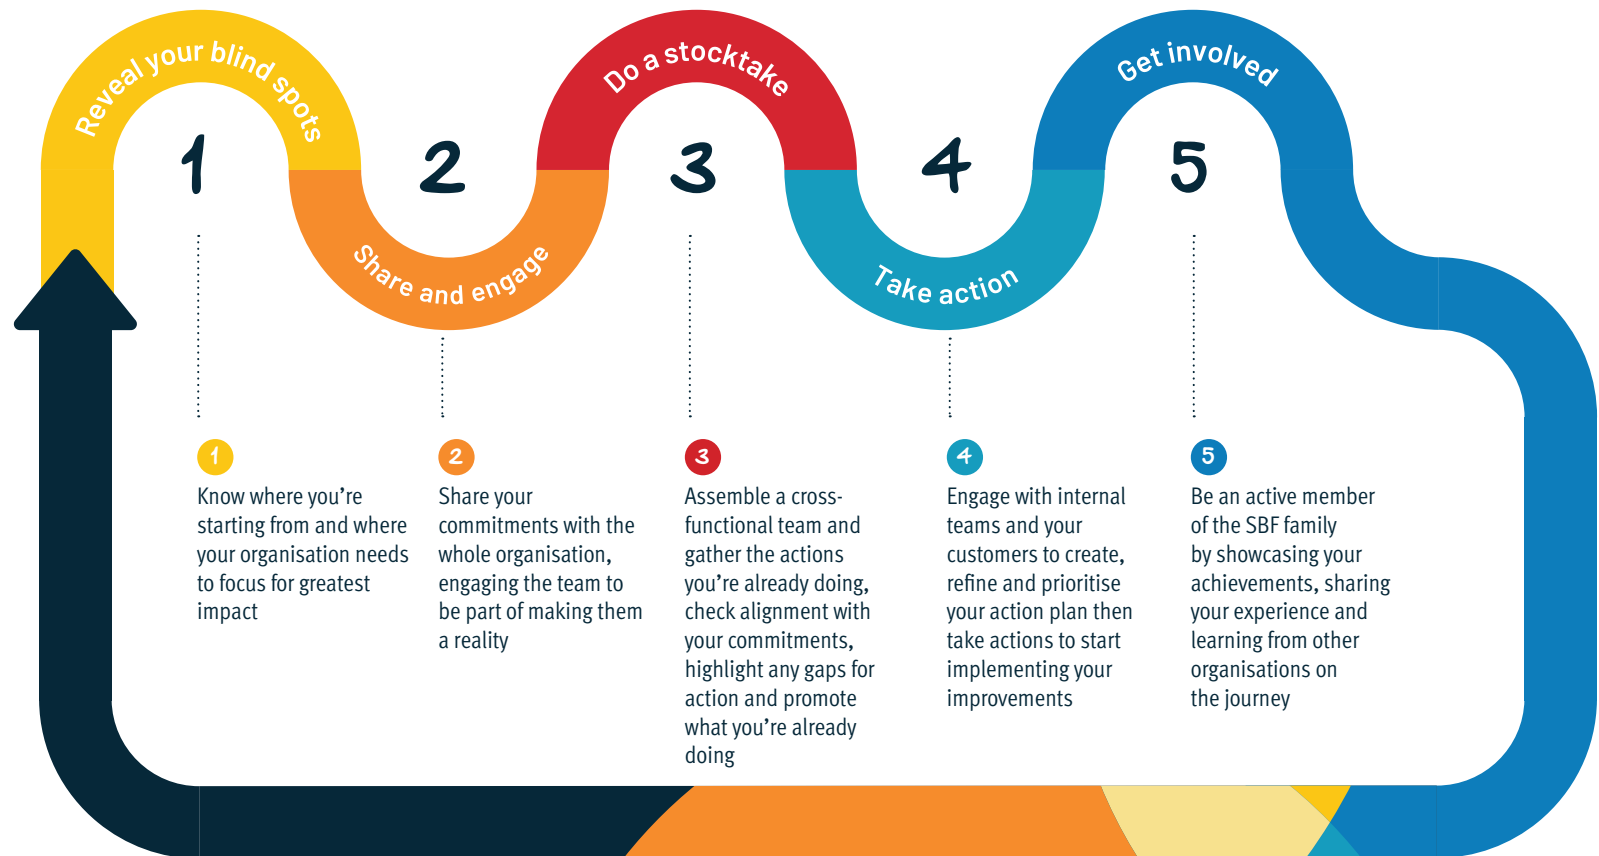 Reveal your blind spots
Do a stocktake
Get involved
1
2
3
4
5
Share and engage
Take action
1
Know where you’re
starting from and where
your organisation needs
to focus for greatest
impact
2
Share your
commitments with the
whole organisation,
engaging the team to
be part of making them
a reality
3
Assemble a cross-
functional team and
gather the actions
you’re already doing,
check alignment with
your commitments,
highlight any gaps for
action and promote
what you’re already
doing
4
Engage with internal
teams and your
customers to create,
refine and prioritise
your action plan then
take actions to start
implementing your
improvements
5
Be an active member
of the SBF family
by showcasing your
achievements, sharing
your experience and
learning from other
organisations on
the journey